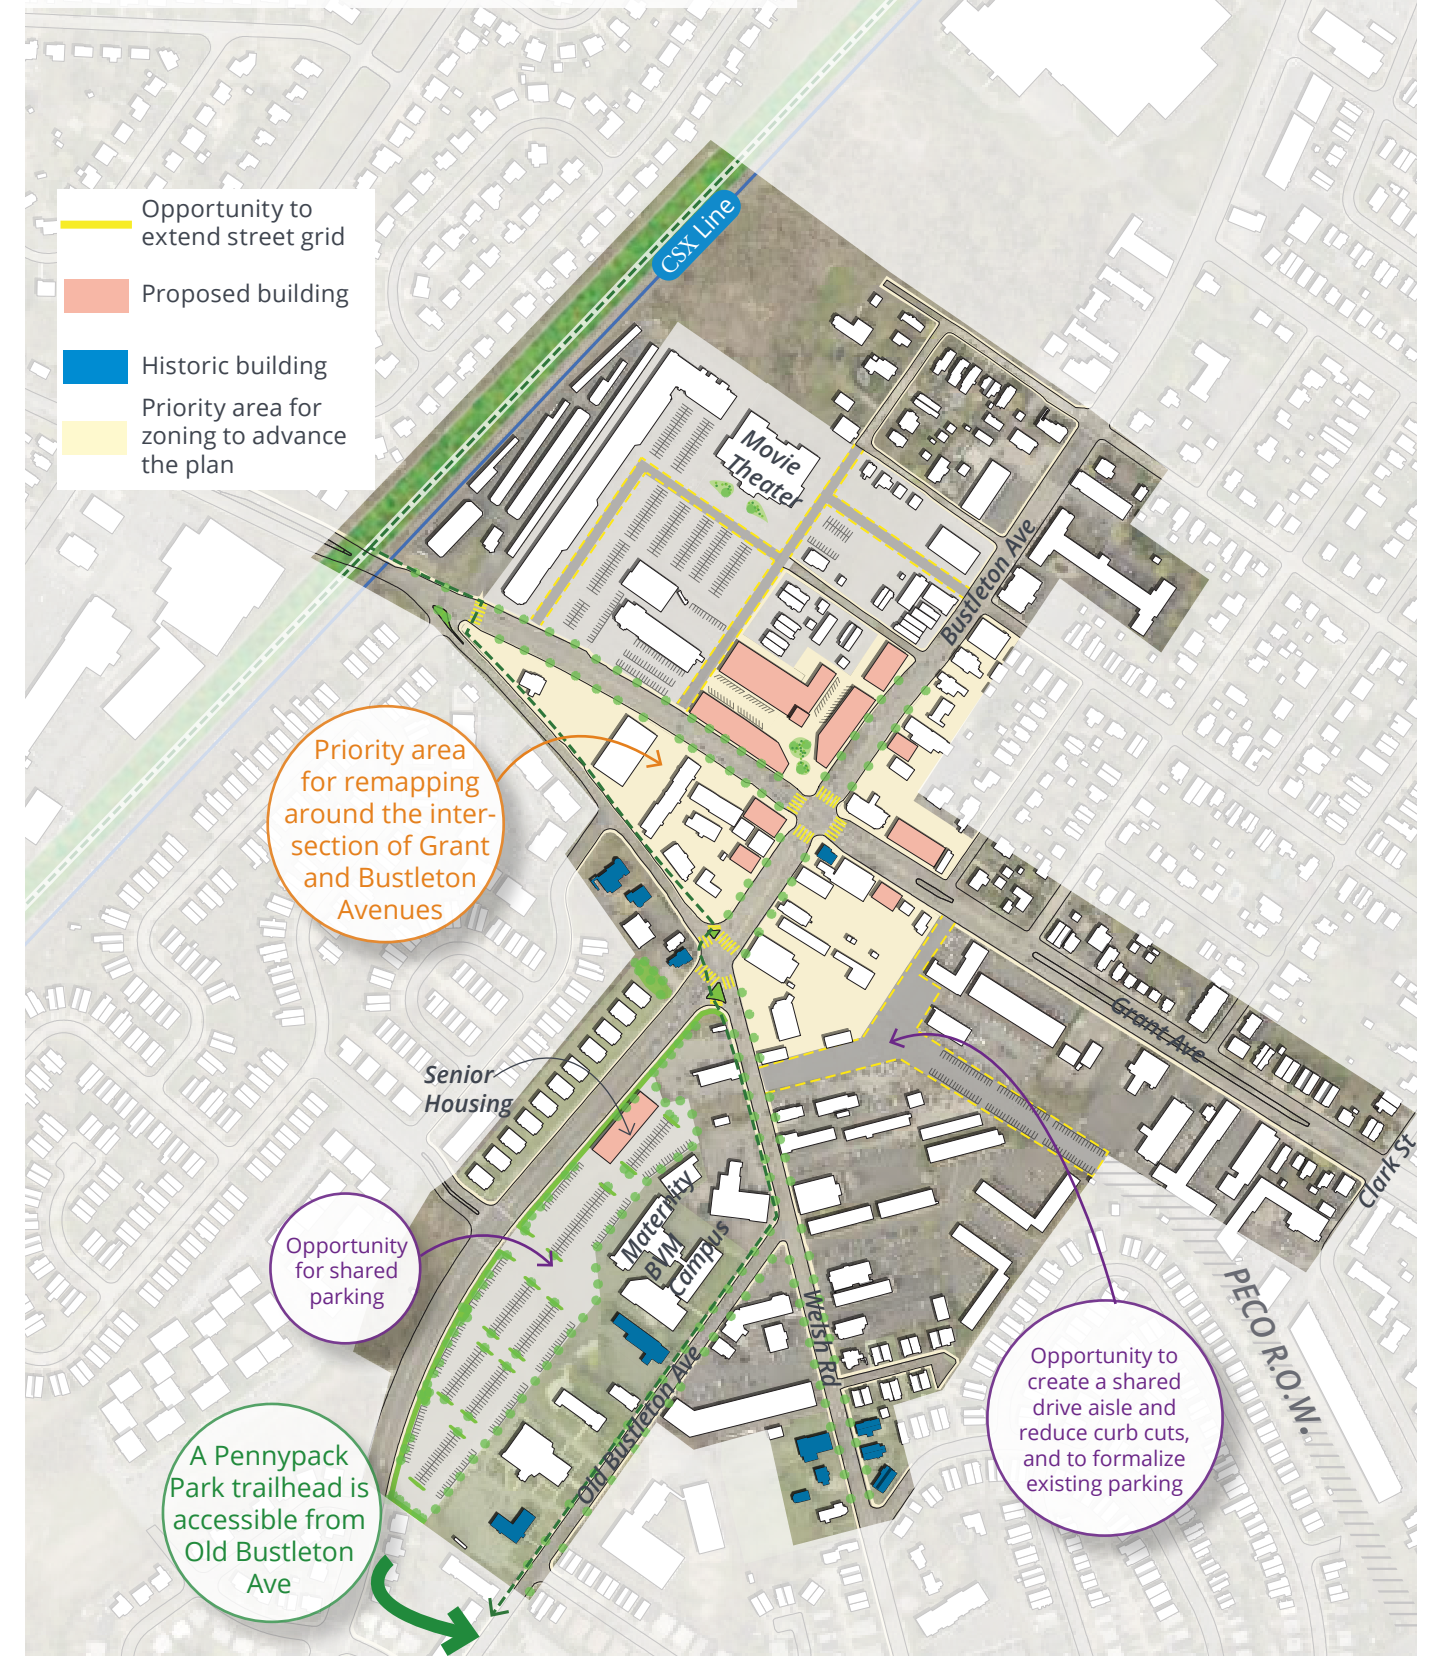 CSX Line
Opportunity to
extend street grid
Proposed building
Historic building
Priority area for
zoning to advance
the plan
Movie
Theater
Bustleton Ave
Priority area
for remapping
around the inter-
section of Grant
and Bustleton
Avenues
Grant Ave
Senior
Housing
Clark St
Maternity
BVM
Campus
Opportunity
for shared
parking
Welsh Rd
PECO R.O.W.
Old Bustleton Ave
Opportunity to
create a shared
drive aisle and
reduce curb cuts,
and to formalize
existing parking
A Pennypack
Park trailhead is
accessible from
Old Bustleton
Ave